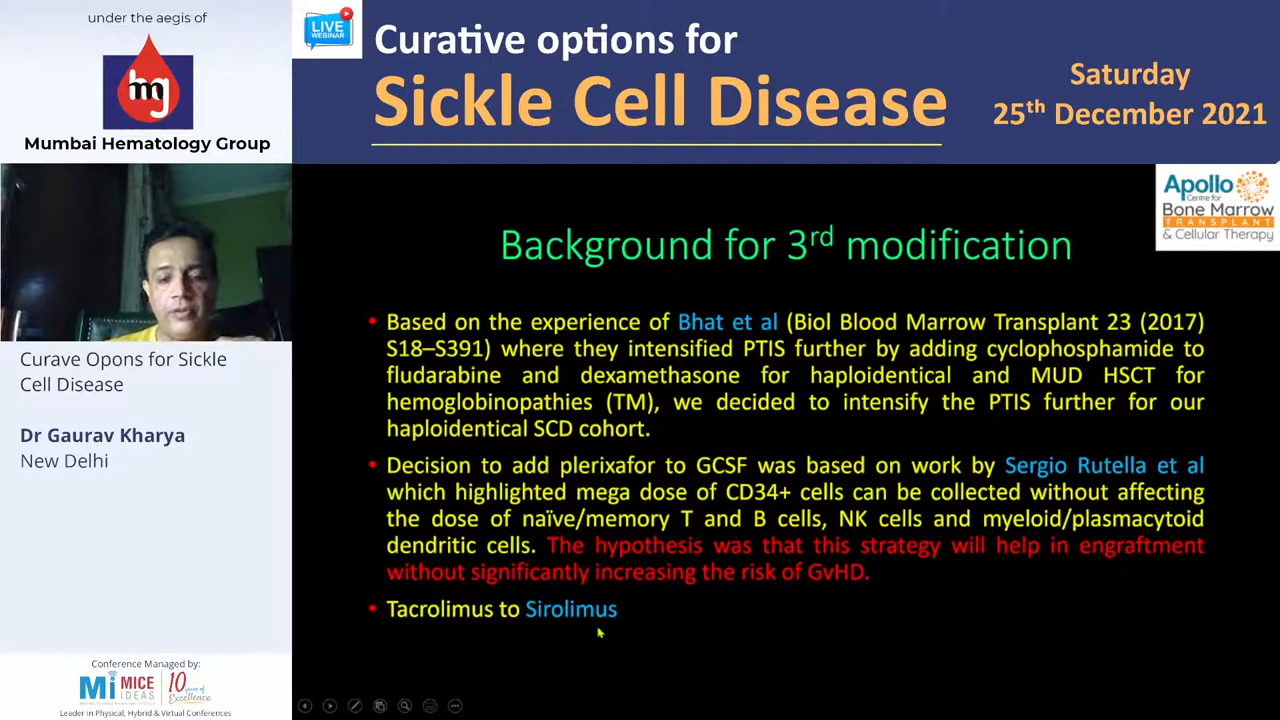 under the aegis of
mg
Mumbai Hematology Group
LIVE
WEBINAR
Curative options for
Sickle Cell Disease
Saturday
25th December 2021
Apollo
Centre for
Bone Marrow
TRANSPLANT
& Cellular Therapy
Background for 3rd modification
• Based on the experience of Bhat et al (Biol Blood Marrow Transplant 23 (2017)
S18–S391) where they intensified PTIS further by adding cyclophosphamide to
fludarabine and dexamethasone for haploidentical and MUD HSCT for
hemoglobinopathies (TM), we decided to intensify the PTIS further for our
haploidentical SCD cohort.
• Decision to add plerixafor to GCSF was based on work by Sergio Rutella et al
which highlighted mega dose of CD34+ cells can be collected without affecting
the dose of naïve/memory T and B cells, NK cells and myeloid/plasmacytoid
dendritic cells. The hypothesis was that this strategy will help in engraftment
without significantly increasing the risk of GvHD.
• Tacrolimus to Sirolimus
Curave Opons for Sickle
Cell Disease
Dr Gaurav Kharya
New Delhi
Conference Managed by:
Mi MICE
IDEAS
10 years of
Excellence
Leader in Physical, Hybrid & Virtual Conferences